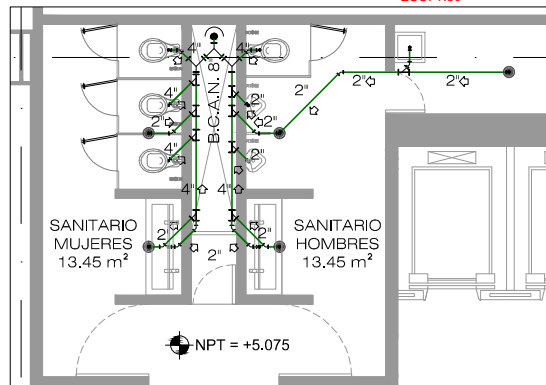 4" 4"
B.C.A.N. 8"
2" 2" 2"
4" 2"
2" 2" 2"
4" 2"
4" 4"
SANITARIO
MUJERES
13.45 m²
SANITARIO
HOMBRES
13.45 m²
2" 2"
2"
NPT = +5.075